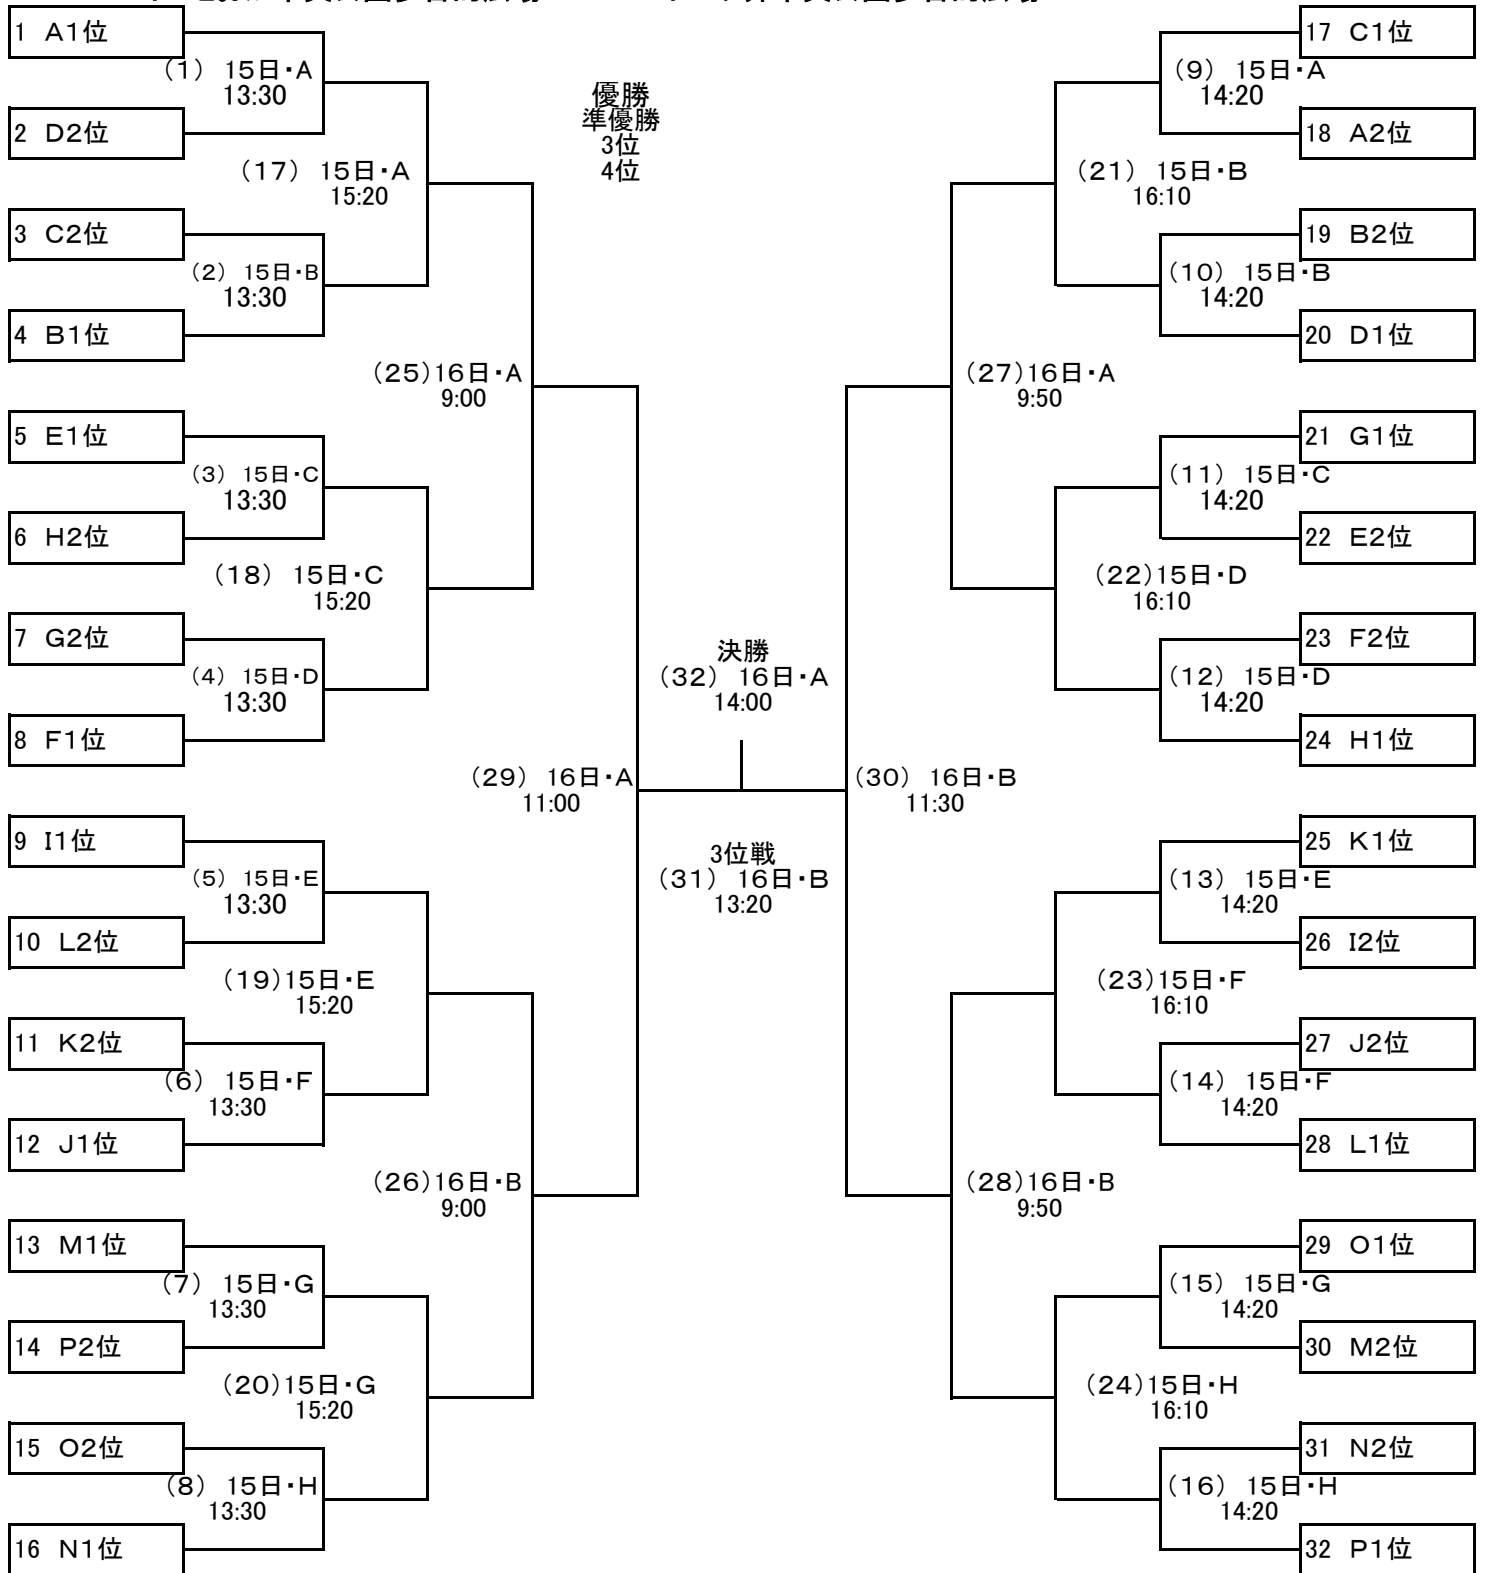 1 A1位
(1) 15日・A
13:30
2 D2位
(17) 15日・A
15:20
3 C2位
(2) 15日・B
13:30
4 B1位
(25)16日・A
9:00
5 E1位
(3) 15日・C
13:30
6 H2位
(18) 15日・C
15:20
7 G2位
(4) 15日・D
13:30
8 F1位
(29) 16日・A
11:00
9 I1位
(5) 15日・E
13:30
10 L2位
(19)15日・E
15:20
11 K2位
(6) 15日・F
13:30
12 J1位
(26)16日・B
9:00
13 M1位
(7) 15日・G
13:30
14 P2位
(20)15日・G
15:20
15 O2位
(8) 15日・H
13:30
16 N1位
優勝
準優勝
3位
4位
決勝
(32) 16日・A
14:00
3位戦
(31) 16日・B
13:20
17 C1位
(9) 15日・A
14:20
18 A2位
(21) 15日・B
16:10
19 B2位
(10) 15日・B
14:20
20 D1位
(27)16日・A
9:50
21 G1位
(11) 15日・C
14:20
22 E2位
(22)15日・D
16:10
23 F2位
(12) 15日・D
14:20
24 H1位
(30) 16日・B
11:30
25 K1位
(13) 15日・E
14:20
26 I2位
(23)15日・F
16:10
27 J2位
(14) 15日・F
14:20
28 L1位
(28)16日・B
9:50
29 O1位
(15) 15日・G
14:20
30 M2位
(24)15日・H
16:10
31 N2位
(16) 15日・H
14:20
32 P1位